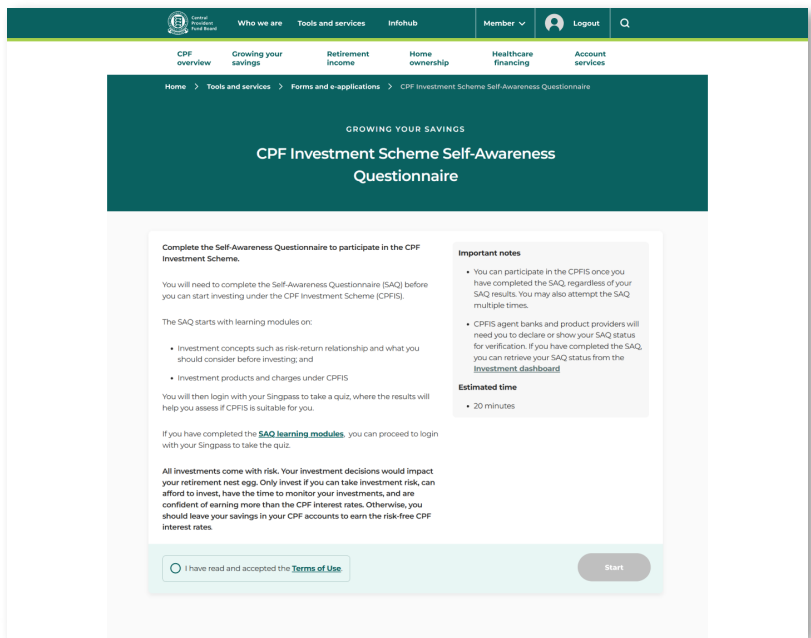 Central
Provident
Fund Board
Who we are Tools and services Infohub Member Logout
CPF overview Growing your savings Retirement income Home ownership Healthcare financing Account services
Home > Tools and services > Forms and e-applications > CPF Investment Scheme Self-Awareness Questionnaire
GROWING YOUR SAVINGS
CPF Investment Scheme Self-Awareness
Questionnaire
Complete the Self-Awareness Questionnaire to participate in the CPF
Investment Scheme.
You will need to complete the Self-Awareness Questionnaire (SAQ) before
you can start investing under the CPF Investment Scheme (CPFIS).
The SAQ starts with learning modules on:
• Investment concepts such as risk-return relationship and what you
should consider before investing; and
• Investment products and charges under CPFIS
You will then login with your Singpass to take a quiz, where the results will
help you assess if CPFIS is suitable for you.
If you have completed the SAQ learning modules, you can proceed to login
with your Singpass to take the quiz.
All investments come with risk. Your investment decisions would impact
your retirement nest egg. Only invest if you can take investment risk, can
afford to invest, have the time to monitor your investments, and are
confident of earning more than the CPF interest rates. Otherwise, you
should leave your savings in your CPF accounts to earn the risk-free CPF
interest rates.
Important notes
• You can participate in the CPFIS once you
have completed the SAQ, regardless of your
SAQ results. You may also attempt the SAQ
multiple times.
• CPFIS agent banks and product providers will
need you to declare or show your SAQ status
for verification. If you have completed the SAQ,
you can retrieve your SAQ status from the
Investment dashboard
Estimated time
• 20 minutes
I have read and accepted the Terms of Use.
Start